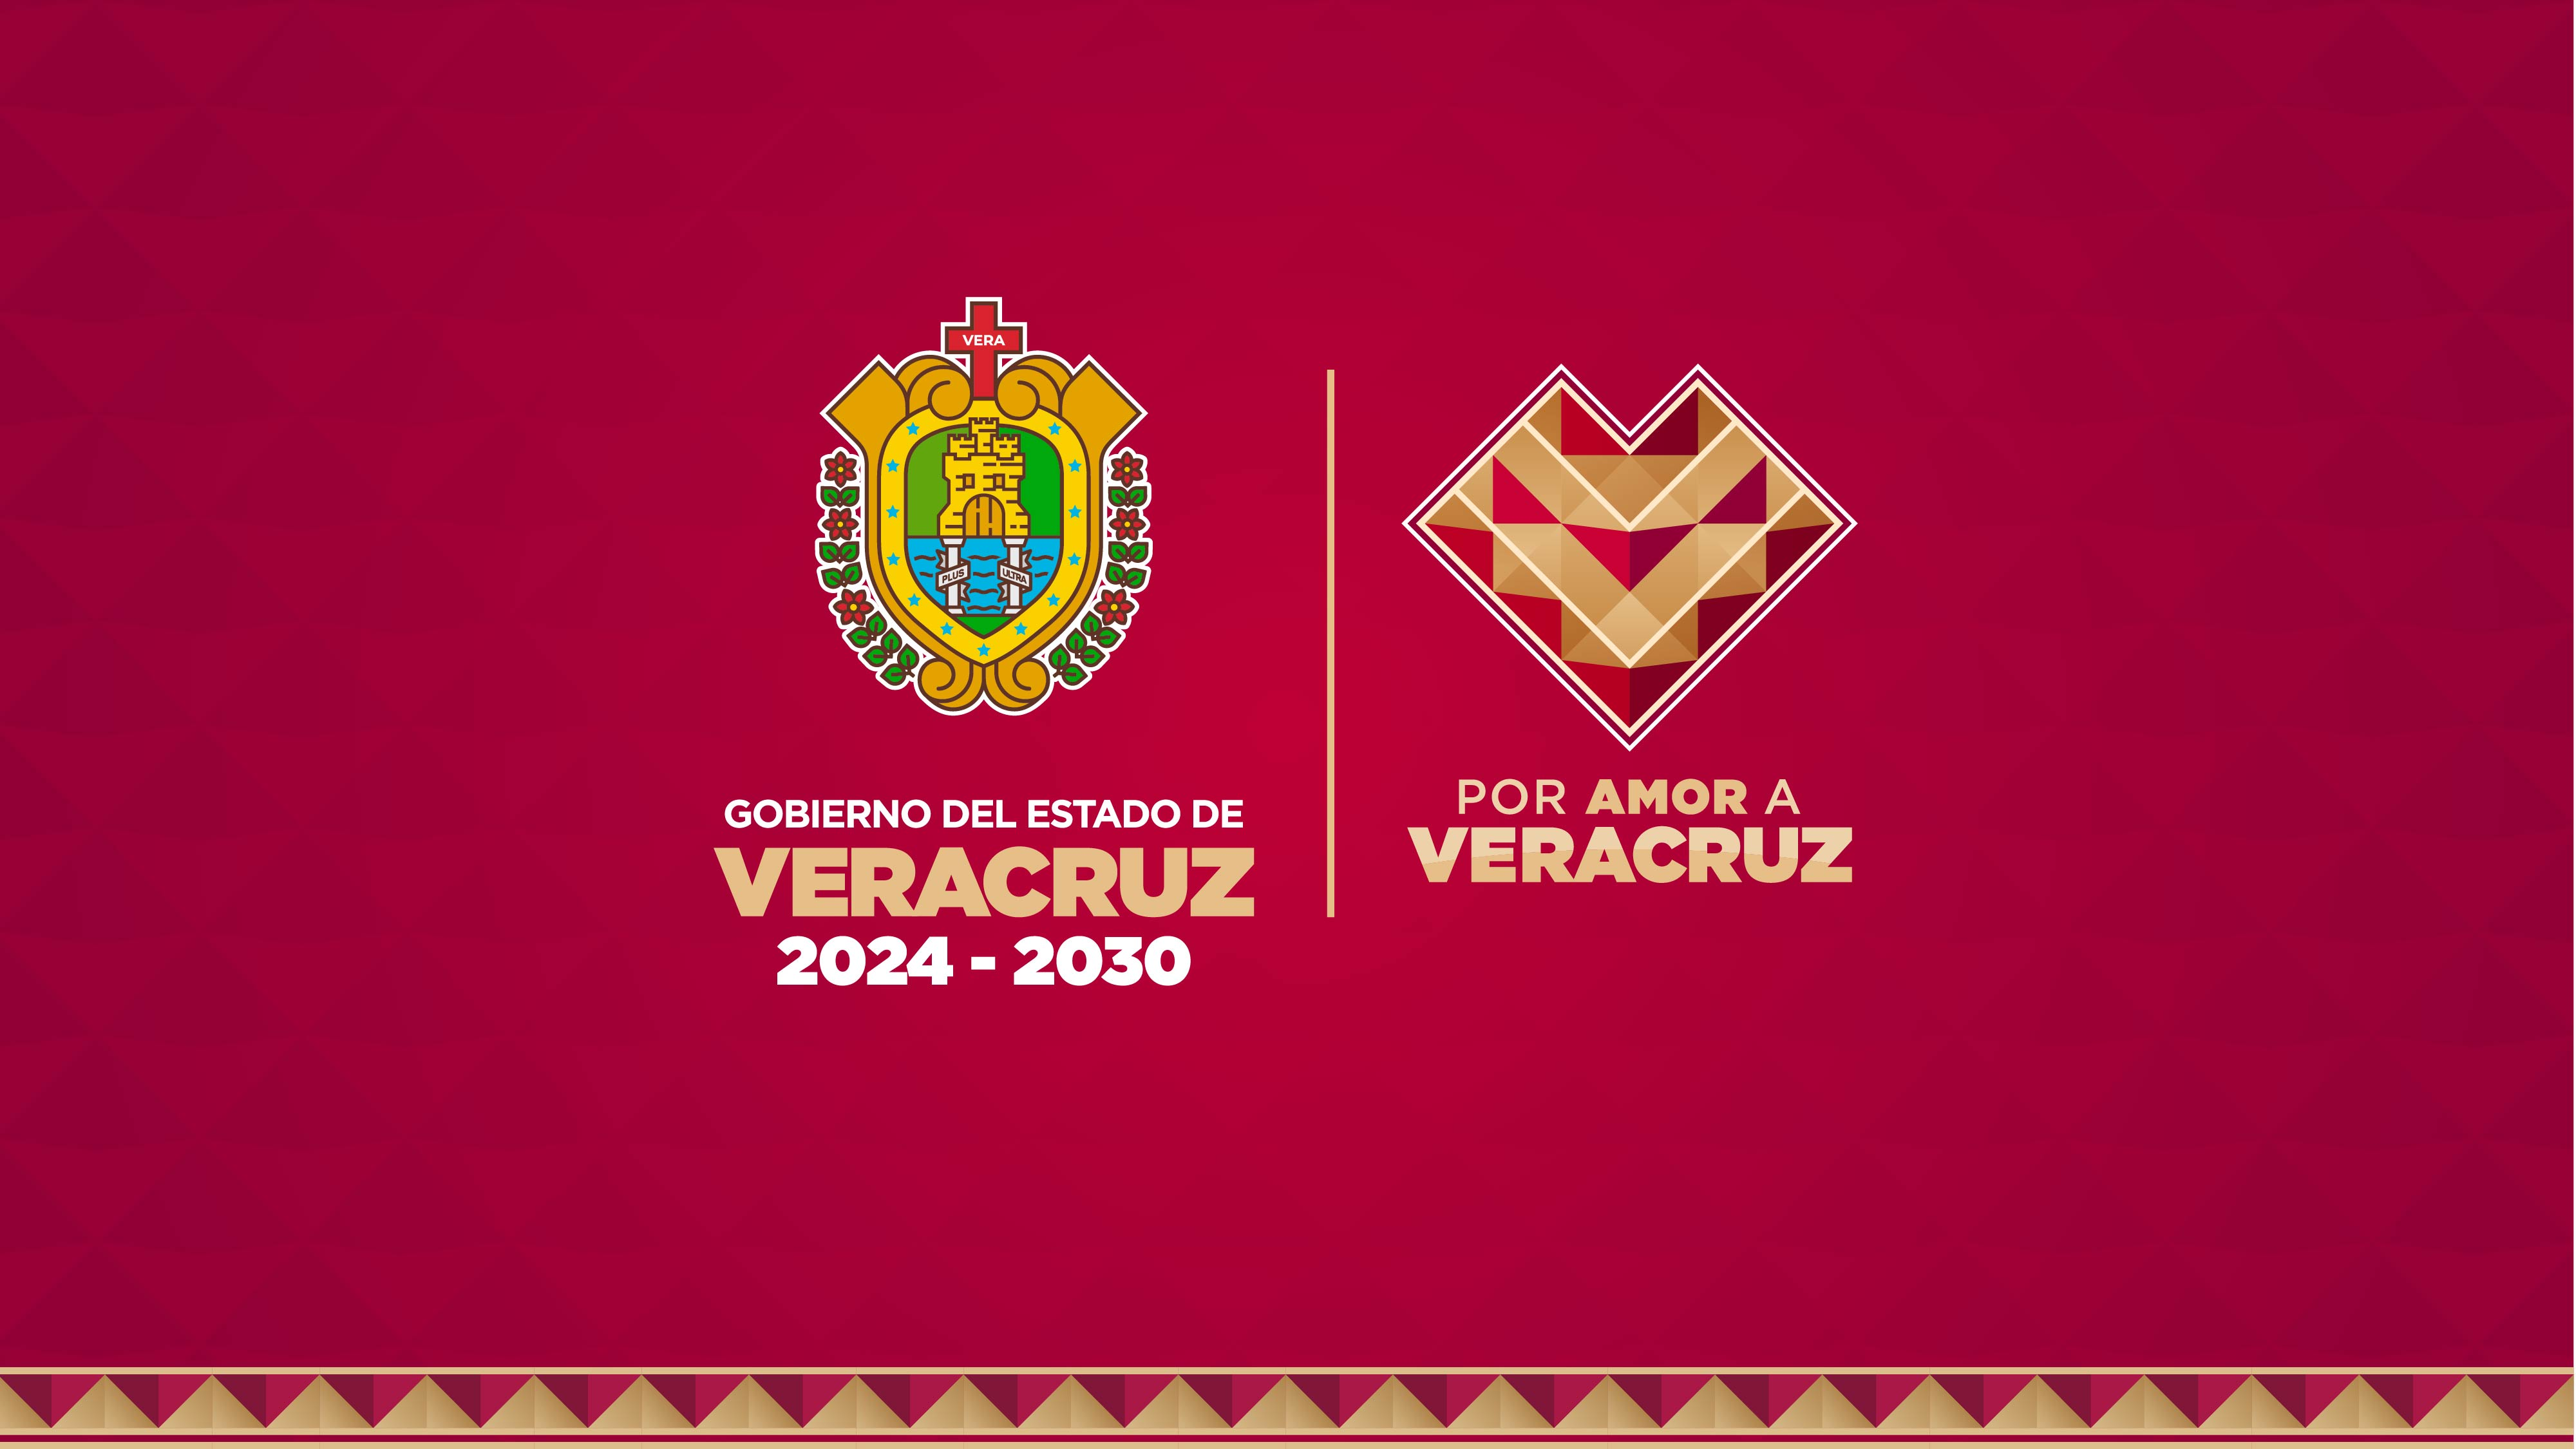 VERA
PLUS ULTRA
GOBIERNO DEL ESTADO DE
VERACRUZ
2024 - 2030
POR AMOR A
VERACRUZ